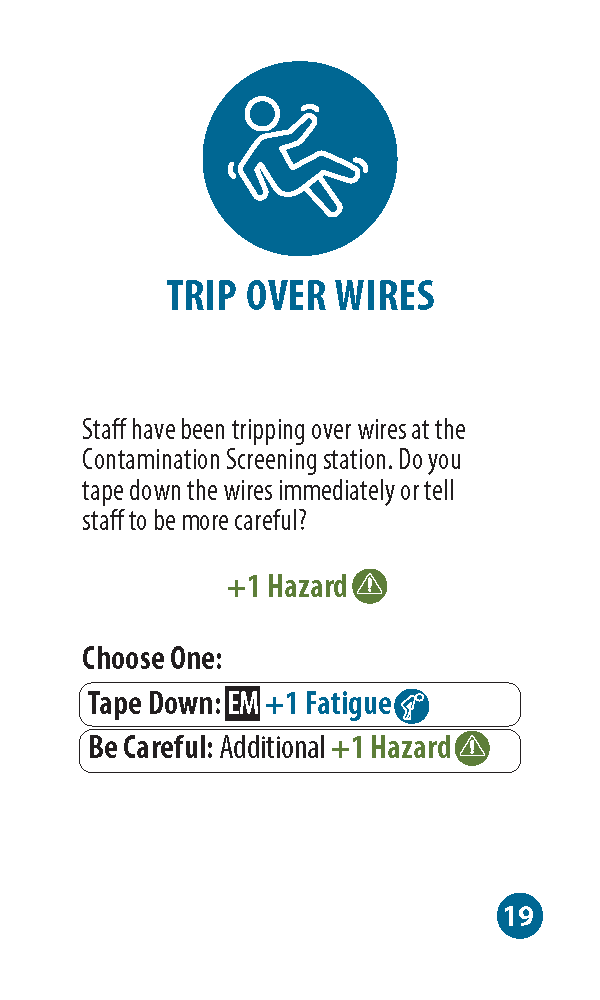 TRIP OVER WIRES
Staff have been tripping over wires at the
Contamination Screening station. Do you
tape down the wires immediately or tell
staff to be more careful?
+1 Hazard
Choose One:
Tape Down: EM +1 Fatigue
Be Careful: Additional +1 Hazard
19